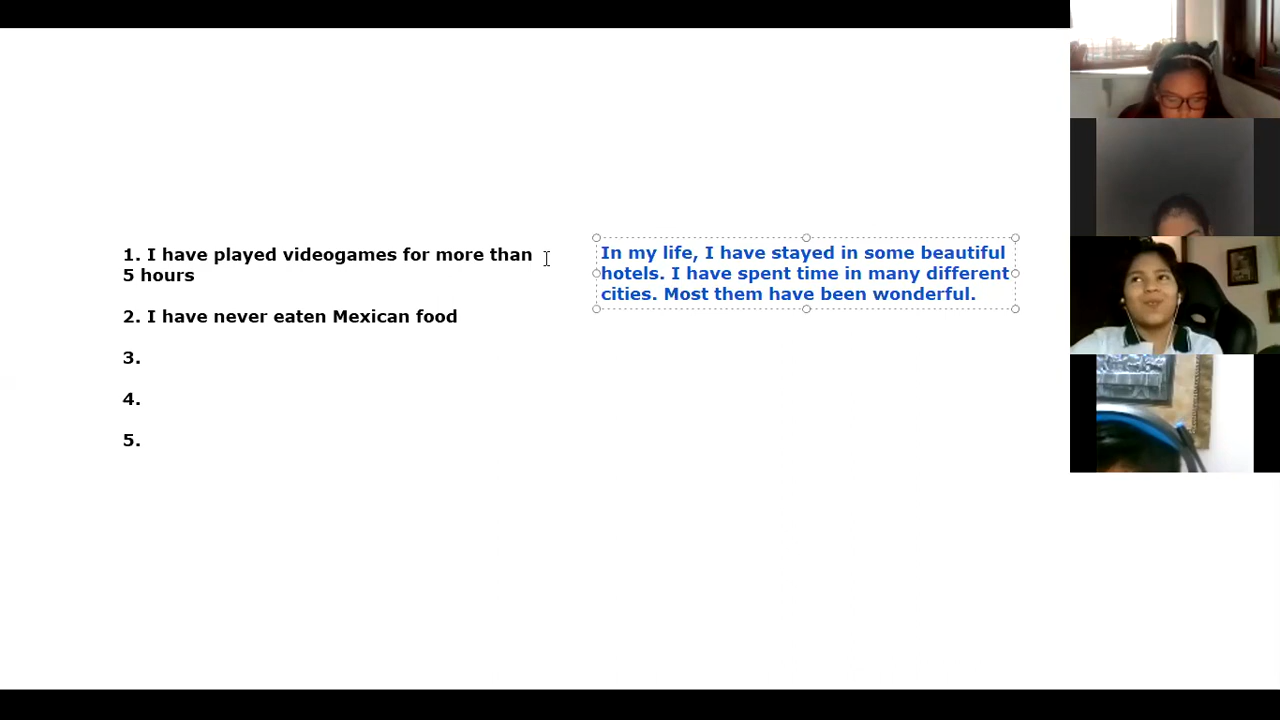 1. I have played videogames for more than
5 hours
2. I have never eaten Mexican food
3.
4.
5.
In my life, I have stayed in some beautiful
hotels. I have spent time in many different
cities. Most them have been wonderful.